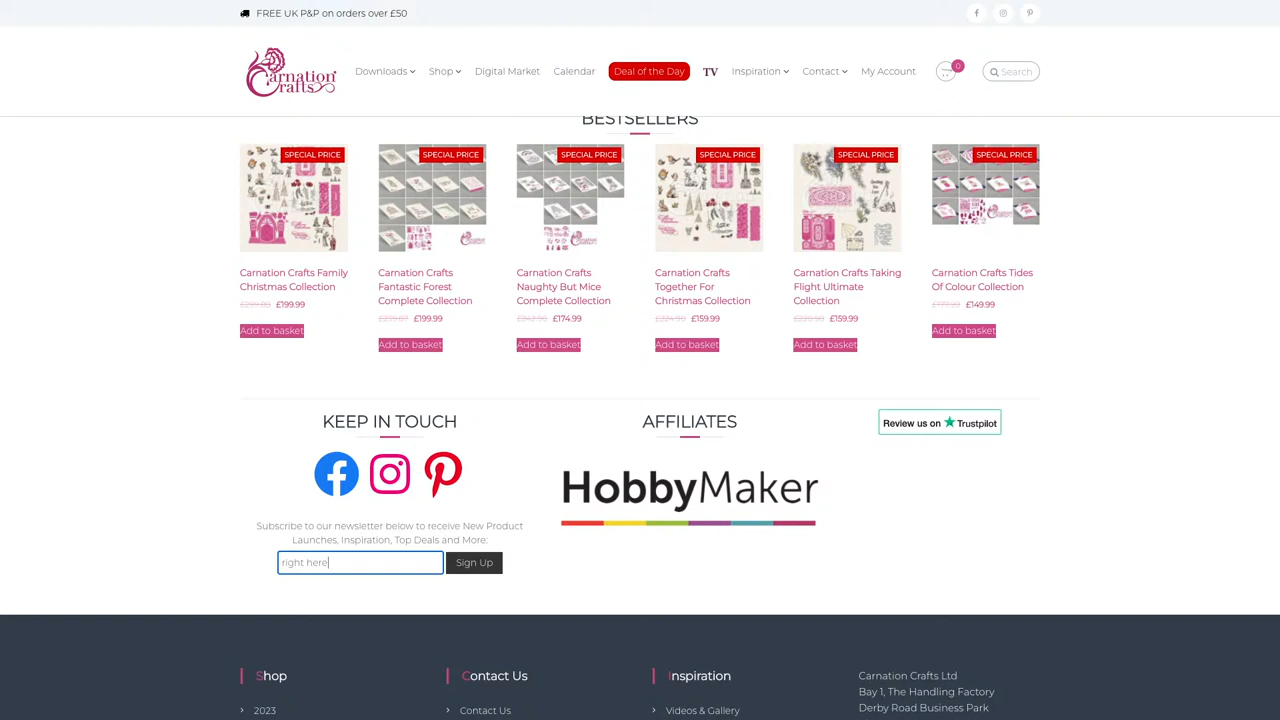 FREE UK P&P on orders over £50
Carnation Crafts
Downloads Shop Digital Market Calendar Deal of the Day TV Inspiration Contact My Account 0 Search
BESTSELLERS
SPECIAL PRICE SPECIAL PRICE SPECIAL PRICE SPECIAL PRICE SPECIAL PRICE SPECIAL PRICE
Carnation Crafts Family Christmas Collection
£199.99
Add to basket
Carnation Crafts Fantastic Forest Complete Collection
£199.99
Add to basket
Carnation Crafts Naughty But Mice Complete Collection
£174.99
Add to basket
Carnation Crafts Together For Christmas Collection
£159.99
Add to basket
Carnation Crafts Taking Flight Ultimate Collection
£159.99
Add to basket
Carnation Crafts Tides Of Colour Collection
£149.99
Add to basket
KEEP IN TOUCH
Subscribe to our newsletter below to receive New Product
Launches, Inspiration, Top Deals and More:
right here
Sign Up
AFFILIATES
HobbyMaker
Review us on Trustpilot
Shop
2023
Contact Us
Contact Us
Inspiration
Videos & Gallery
Carnation Crafts Ltd
Bay 1, The Handling Factory
Derby Road Business Park